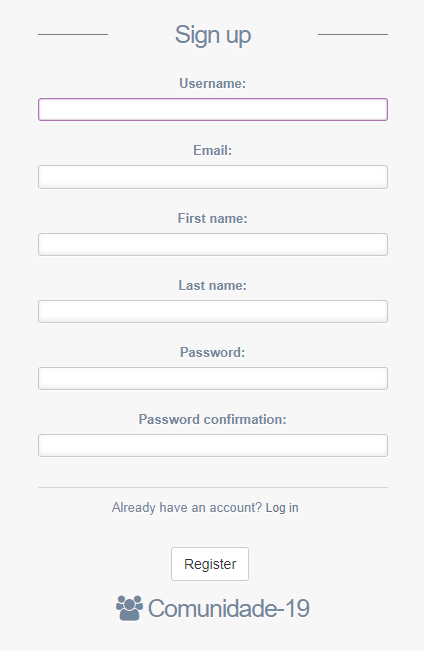 Sign up
Username:
Email:
First name:
Last name:
Password:
Password confirmation:
Already have an account? Log in
Register
Comunidade-19